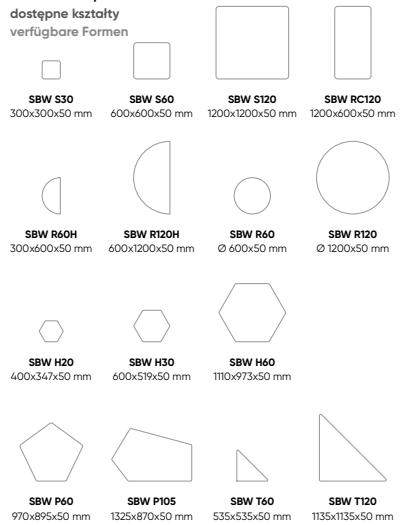 dostępne kształty
verfügbare Formen
SBW S30
300x300x50 mm
SBW S60
600x600x50 mm
SBW S120
1200x1200x50 mm
SBW RC120
1200x600x50 mm
SBW R60H
300x600x50 mm
SBW R120H
600x1200x50 mm
SBW R60
Ø 600x50 mm
SBW R120
Ø 1200x50 mm
SBW H20
400x347x50 mm
SBW H30
600x519x50 mm
SBW H60
1110x973x50 mm
SBW P60
970x895x50 mm
SBW P105
1325x870x50 mm
SBW T60
535x535x50 mm
SBW T120
1135x1135x50 mm